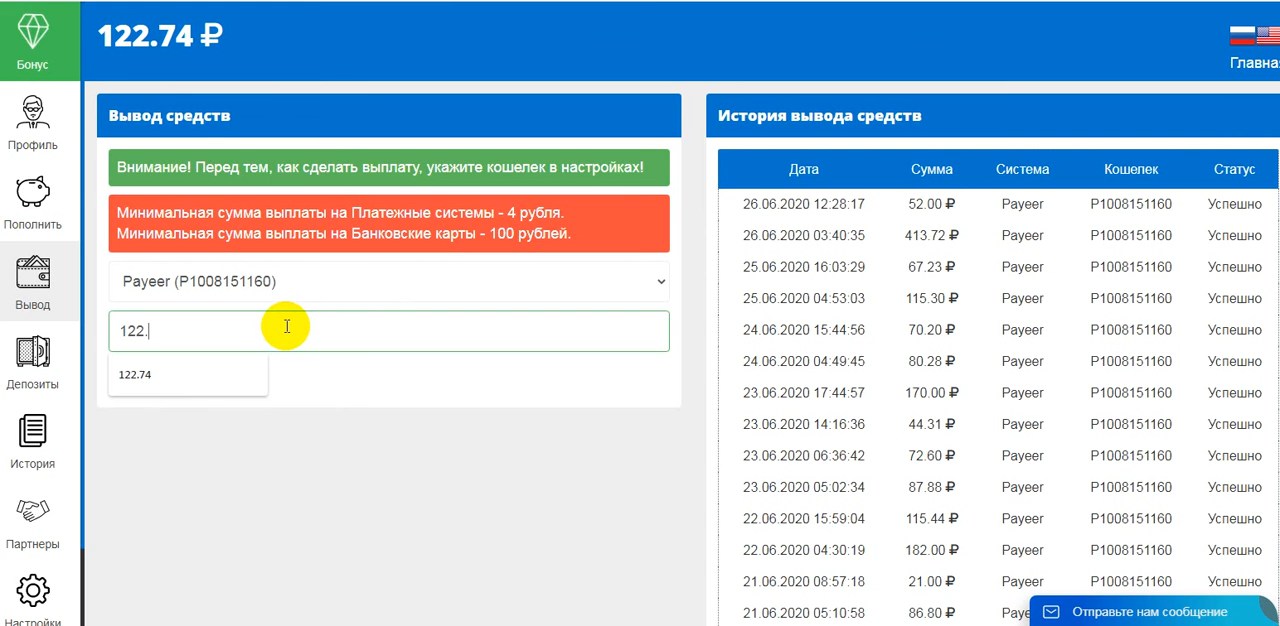 Бонус
122.74 ₽
Главна
Профиль
Пополнить
Вывод
Депозиты
История
Партнеры
Настройки
Вывод средств
Внимание! Перед тем, как сделать выплату, укажите кошелек в настройках!
Минимальная сумма выплаты на Платежные системы - 4 рубля.
Минимальная сумма выплаты на Банковские карты - 100 рублей.
Payeer (P1008151160)
122.
122.74
История вывода средств
Дата Сумма Система Кошелек Статус
26.06.2020 12:28:17 52.00 ₽ Payeer P1008151160 Успешно
26.06.2020 03:40:35 413.72 ₽ Payeer P1008151160 Успешно
25.06.2020 16:03:29 67.23 ₽ Payeer P1008151160 Успешно
25.06.2020 04:53:03 115.30 ₽ Payeer P1008151160 Успешно
24.06.2020 15:44:56 70.20 ₽ Payeer P1008151160 Успешно
24.06.2020 04:49:45 80.28 ₽ Payeer P1008151160 Успешно
23.06.2020 17:44:57 170.00 ₽ Payeer P1008151160 Успешно
23.06.2020 14:16:36 44.31 ₽ Payeer P1008151160 Успешно
23.06.2020 06:36:42 72.60 ₽ Payeer P1008151160 Успешно
23.06.2020 05:02:34 87.88 ₽ Payeer P1008151160 Успешно
22.06.2020 15:59:04 115.44 ₽ Payeer P1008151160 Успешно
22.06.2020 04:30:19 182.00 ₽ Payeer P1008151160 Успешно
21.06.2020 08:57:18 21.00 ₽ Payeer P1008151160 Успешно
21.06.2020 05:10:58 86.80 ₽ Paye
Отправьте нам сообщение